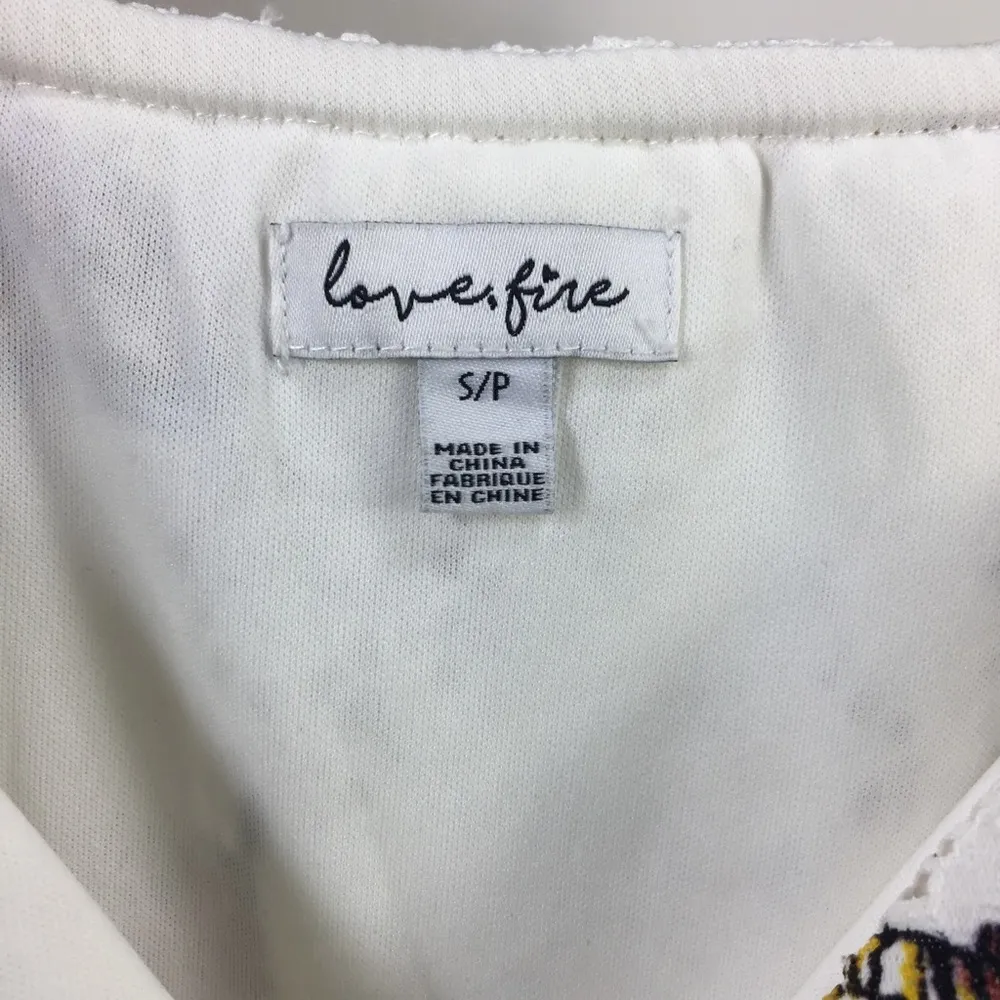 love.fire
S/P
MADE IN
CHINA
FABRIQUE
EN CHINE